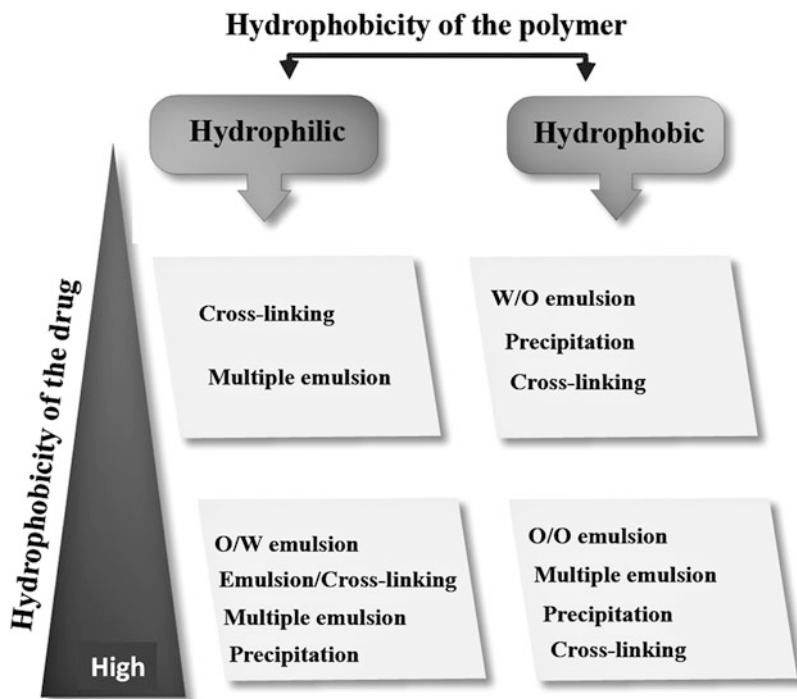 Hydrophobicity of the polymer
Hydrophilic
Hydrophobic
Hydrophobicity of the drug
High
Cross-linking
Multiple emulsion
W/O emulsion
Precipitation
Cross-linking
O/W emulsion
Emulsion/Cross-linking
Multiple emulsion
Precipitation
O/O emulsion
Multiple emulsion
Precipitation
Cross-linking